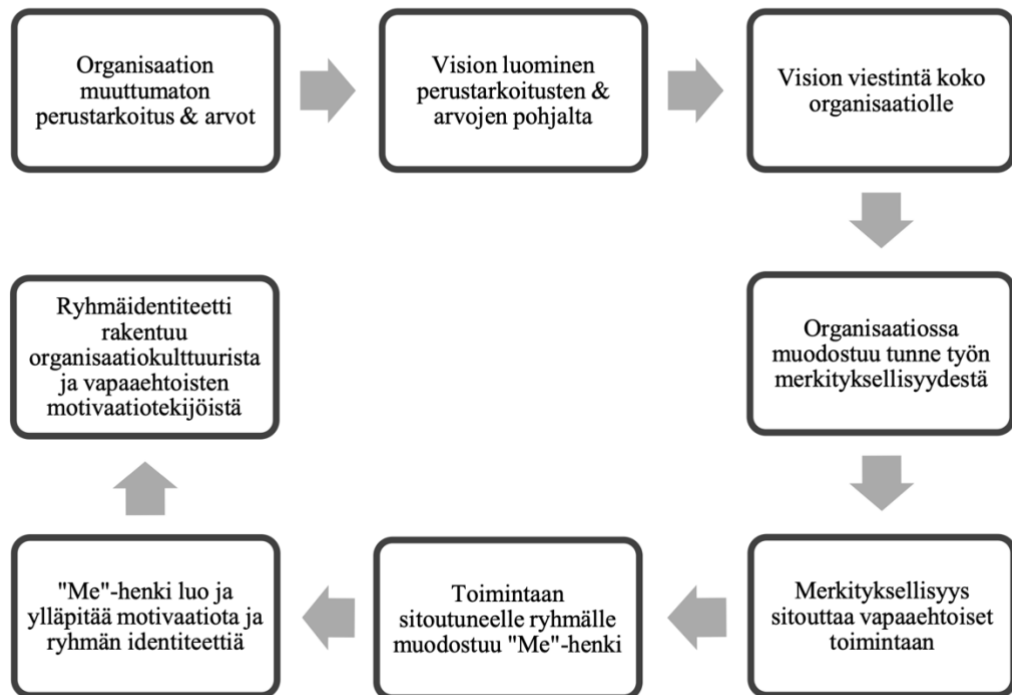 Organisaation
muuttumaton
perustarkoitus & arvot
Vision luominen
perustarkoitusten &
arvojen pohjalta
Vision viestintä koko
organisaatiolle
Organisaatiossa
muodostuu tunne työn
merkityksellisyydestä
Merkityksellisyys
sitouttaa vapaaehtoiset
toimintaan
Toimintaan
sitoutuneelle ryhmälle
muodostuu "Me"-henki
"Me"-henki luo ja
ylläpitää motivaatiota ja
ryhmän identiteettiä
Ryhmäidentiteetti
rakentuu
organisaatiokulttuurista
ja vapaaehtoisten
motivaatiotekijöistä